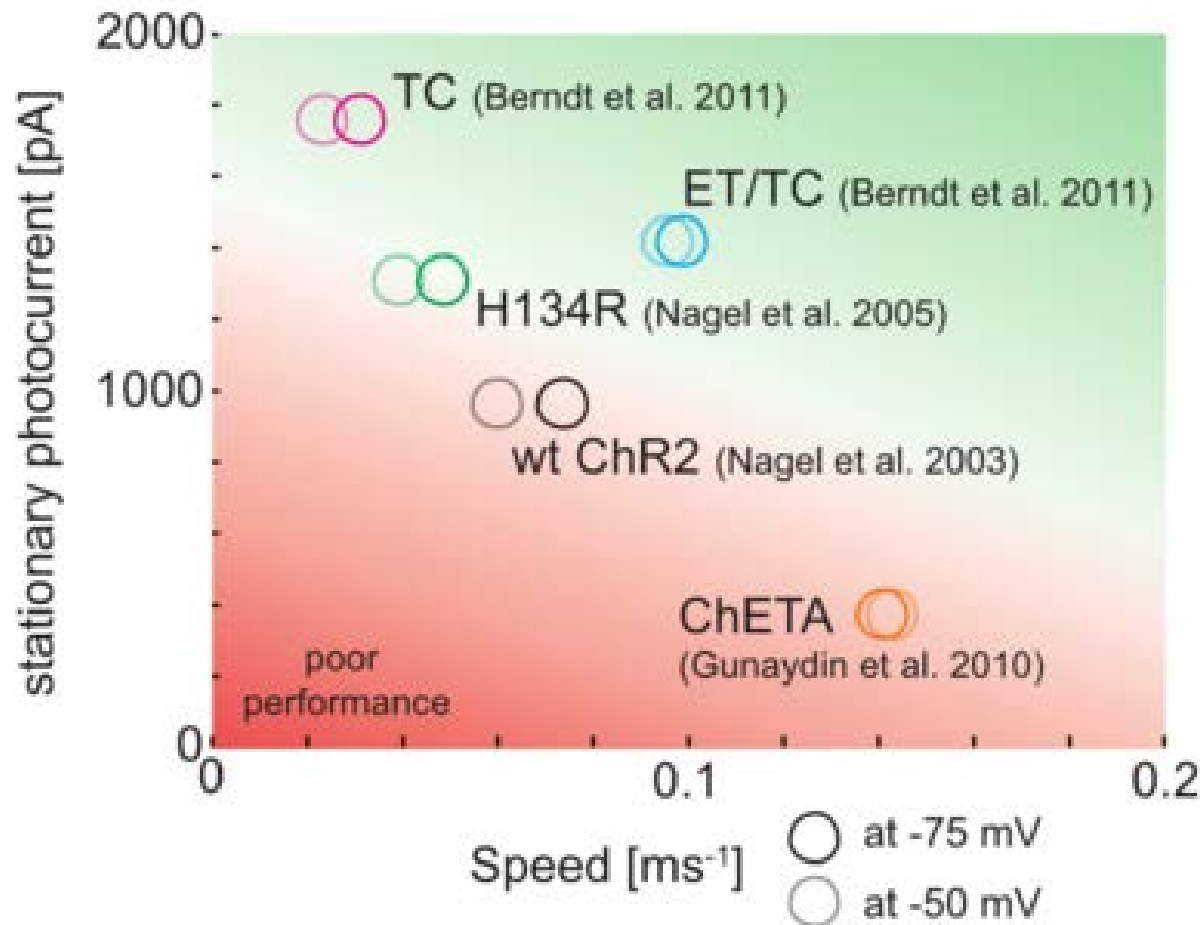 2000
TC (Berndt et al. 2011)
ET/TC (Berndt et al. 2011)
H134R (Nagel et al. 2005)
1000
wt ChR2 (Nagel et al. 2003)
ChETA
(Gunaydin et al. 2010)
poor
performance
0
0 0.1 0.2
stationary photocurrent [pA]
Speed [ms⁻¹]
at -75 mV
at -50 mV